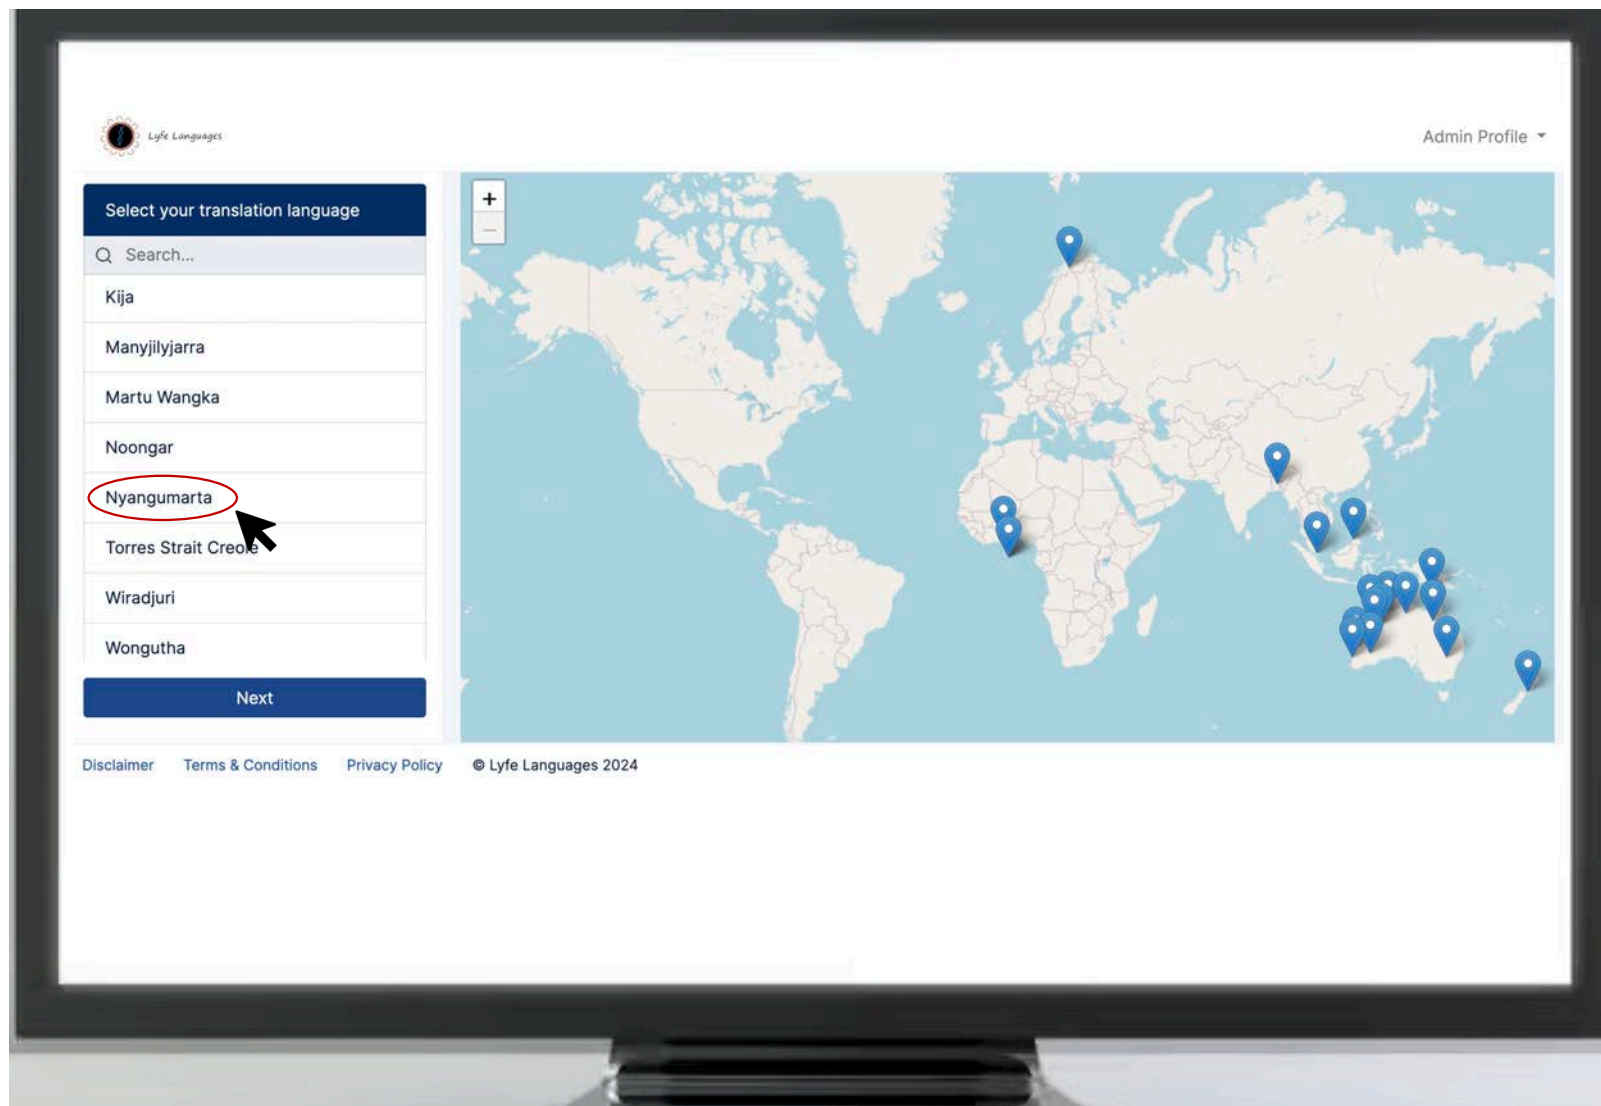 Lyfe Languages
Admin Profile
Select your translation language
+
Search...
−
Kija
Manyjilyjarra
Martu Wangka
Noongar
Nyangumarta
Torres Strait Creole
Wiradjuri
Wongutha
Next
Disclaimer Terms & Conditions Privacy Policy © Lyfe Languages 2024